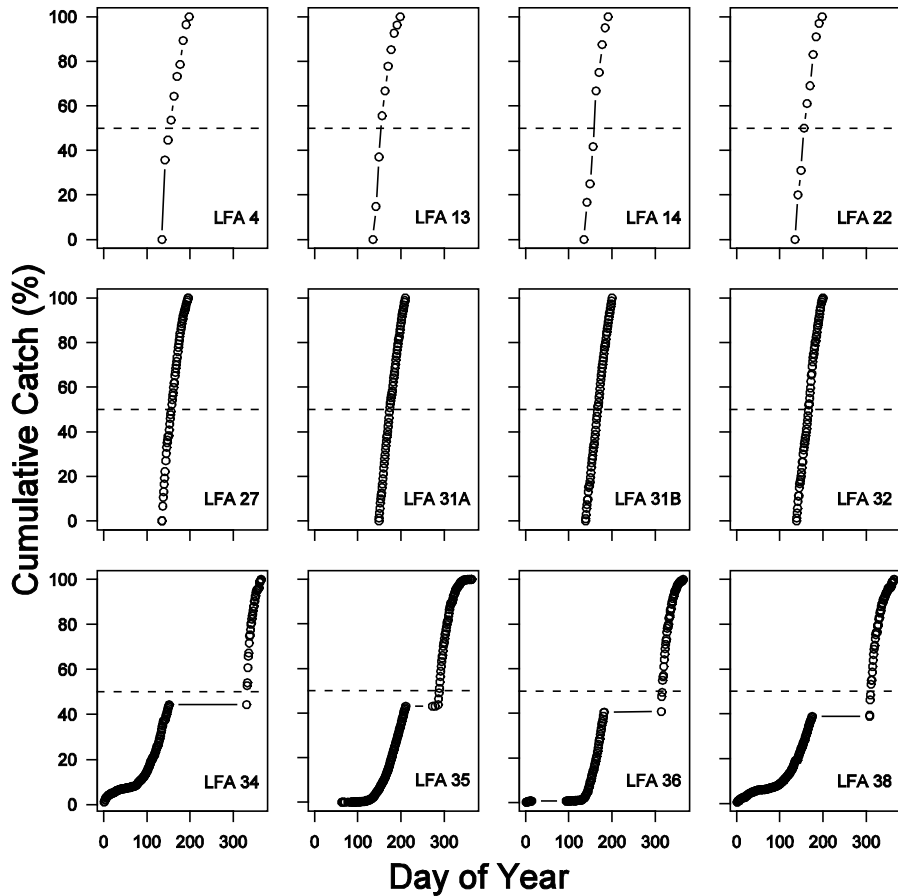 100
80
60
40
20
0
LFA 4
LFA 13
LFA 14
LFA 22
100
80
60
40
20
0
LFA 27
LFA 31A
LFA 31B
LFA 32
100
80
60
40
20
0
LFA 34
LFA 35
LFA 36
LFA 38
0 100 200 300
0 100 200 300
0 100 200 300
0 100 200 300
Cumulative Catch (%)
Day of Year